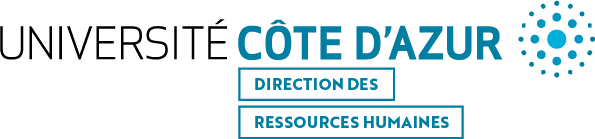 UNIVERSITÉ CÔTE D'AZUR
DIRECTION DES
RESSOURCES HUMAINES